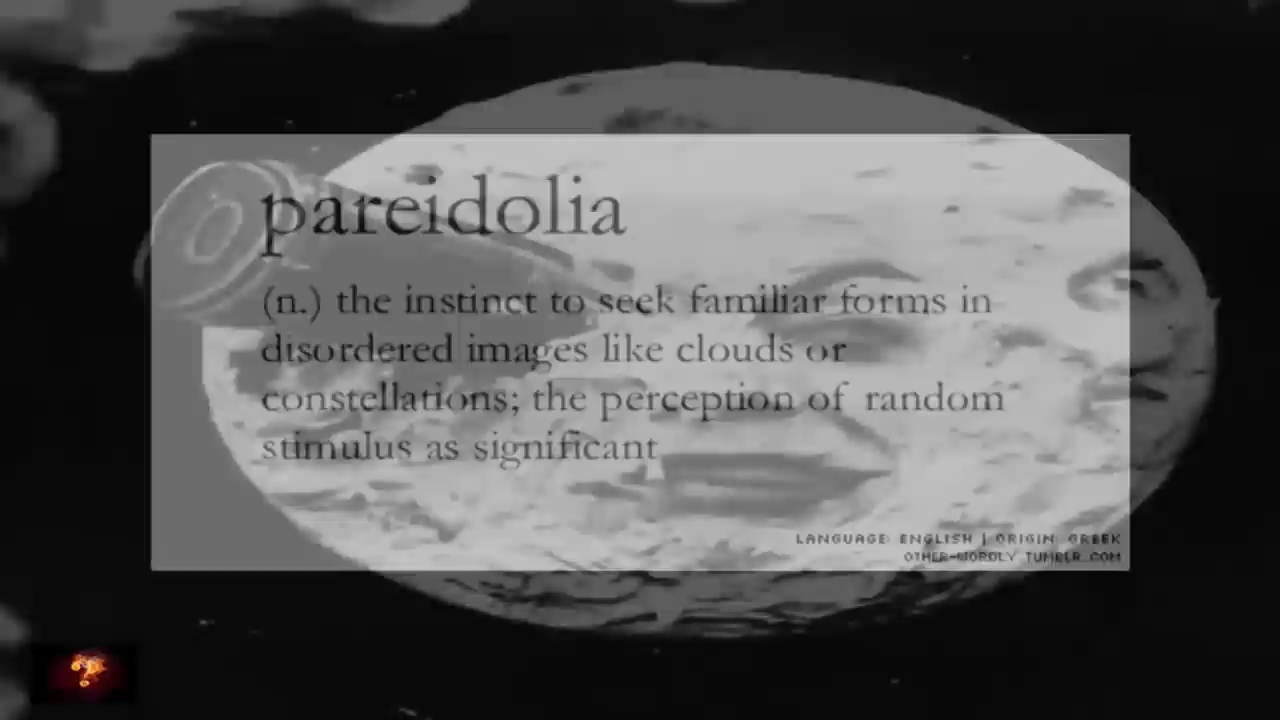 pareidolia
(n.) the instinct to seek familiar forms in
disordered images like clouds or
constellations; the perception of random
stimulus as significant
LANGUAGE: ENGLISH | ORIGIN: GREEK
OTHER-WORDLY.TUMBLR.COM
?